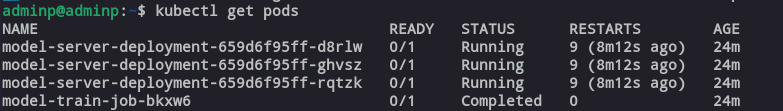 adminp@adminp:~$ kubectl get pods
NAME READY STATUS RESTARTS AGE
model-server-deployment-659d6f95ff-d8rlw 0/1 Running 9 (8m12s ago) 24m
model-server-deployment-659d6f95ff-ghvsz 0/1 Running 9 (8m12s ago) 24m
model-server-deployment-659d6f95ff-rqtzk 0/1 Running 9 (8m12s ago) 24m
model-train-job-bkxw6 0/1 Completed 0 24m